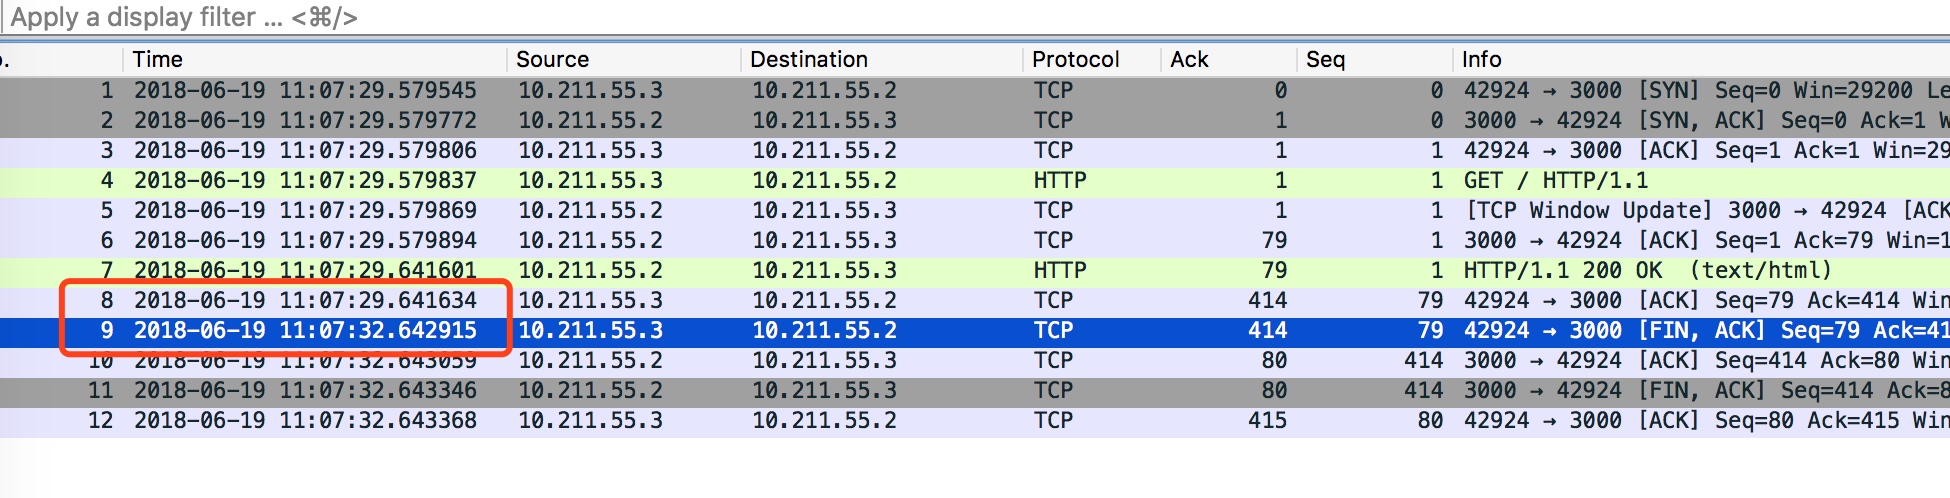 Apply a display filter … <⌘/>
. Time Source Destination Protocol Ack Seq Info
1 2018-06-19 11:07:29.579545 10.211.55.3 10.211.55.2 TCP 0 0 42924 → 3000 [SYN] Seq=0 Win=29200 Le
2 2018-06-19 11:07:29.579772 10.211.55.2 10.211.55.3 TCP 1 0 3000 → 42924 [SYN, ACK] Seq=0 Ack=1 W
3 2018-06-19 11:07:29.579806 10.211.55.3 10.211.55.2 TCP 1 1 42924 → 3000 [ACK] Seq=1 Ack=1 Win=29
4 2018-06-19 11:07:29.579837 10.211.55.3 10.211.55.2 HTTP 1 1 GET / HTTP/1.1
5 2018-06-19 11:07:29.579869 10.211.55.2 10.211.55.3 TCP 1 1 [TCP Window Update] 3000 → 42924 [ACK
6 2018-06-19 11:07:29.579894 10.211.55.2 10.211.55.3 TCP 79 1 3000 → 42924 [ACK] Seq=1 Ack=79 Win=1
7 2018-06-19 11:07:29.641601 10.211.55.2 10.211.55.3 HTTP 79 1 HTTP/1.1 200 OK (text/html)
8 2018-06-19 11:07:29.641634 10.211.55.3 10.211.55.2 TCP 414 79 42924 → 3000 [ACK] Seq=79 Ack=414 Win
9 2018-06-19 11:07:32.642915 10.211.55.3 10.211.55.2 TCP 414 79 42924 → 3000 [FIN, ACK] Seq=79 Ack=41
10 2018-06-19 11:07:32.643059 10.211.55.2 10.211.55.3 TCP 80 414 3000 → 42924 [ACK] Seq=414 Ack=80 Win
11 2018-06-19 11:07:32.643346 10.211.55.2 10.211.55.3 TCP 80 414 3000 → 42924 [FIN, ACK] Seq=414 Ack=8
12 2018-06-19 11:07:32.643368 10.211.55.3 10.211.55.2 TCP 415 80 42924 → 3000 [ACK] Seq=80 Ack=415 Win